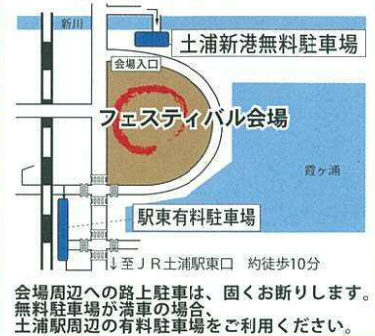 新川
土浦新港無料駐車場
会場入口
フェスティバル会場
霞ヶ浦
駅東有料駐車場
↓至JR土浦駅東口 約徒歩10分
会場周辺への路上駐車は、固くお断りします。
無料駐車場が満車の場合、
土浦駅周辺の有料駐車場をご利用ください。